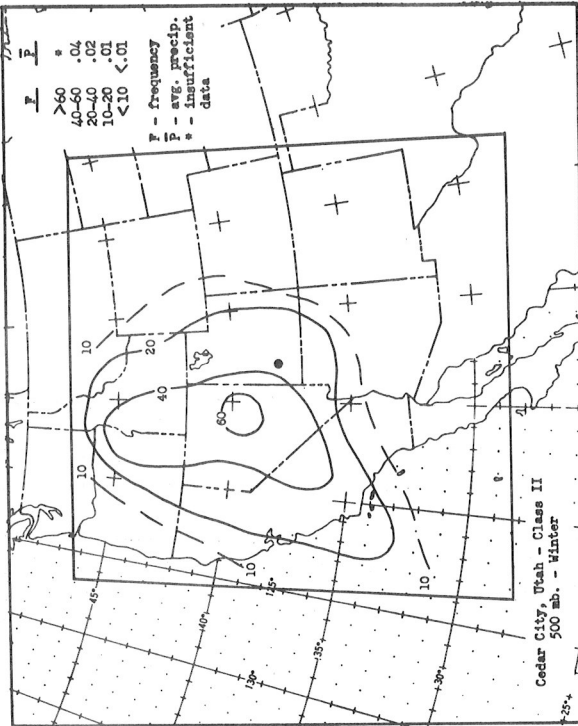 F P̅
>60 *
40-60 .04
20-40 .02
10-20 .01
<10 <.01
F - frequency
P̅ - avg. precip.
* - insufficient
data
10
20
40
60
10
10
10
45°
40°
35°
30°
25°
125°
130°
Cedar City, Utah - Class II
500 mb. - Winter